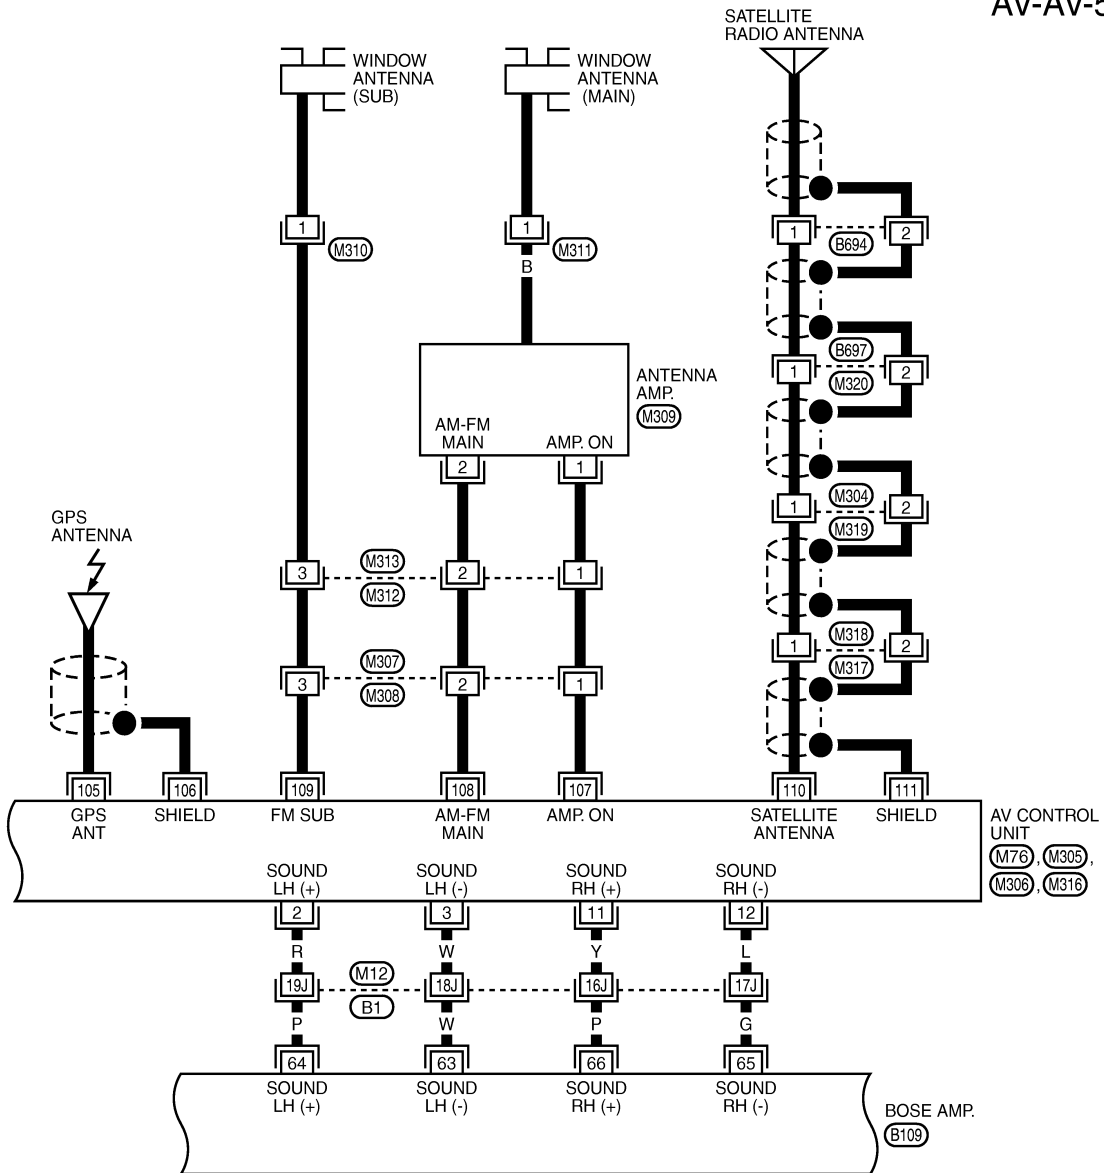 AV-AV-5
SATELLITE
RADIO ANTENNA
WINDOW
ANTENNA
(SUB)
WINDOW
ANTENNA
(MAIN)
1
M310
1
M311
B
1
2
B694
B697
1
2
M320
ANTENNA
AMP.
M309
AM-FM
MAIN
AMP. ON
2
1
M304
1
2
M319
GPS
ANTENNA
M313
3
2
1
M312
M318
1
2
M317
M307
3
2
1
M308
105
106
109
108
107
110
111
GPS
ANT
SHIELD
FM SUB
AM-FM
MAIN
AMP. ON
SATELLITE
ANTENNA
SHIELD
AV CONTROL
UNIT
M76 , M305 ,
M306 , M316
SOUND
LH (+)
SOUND
LH (-)
SOUND
RH (+)
SOUND
RH (-)
2
3
11
12
R
W
Y
L
M12
19J
18J
16J
17J
B1
P
W
P
G
64
63
66
65
SOUND
LH (+)
SOUND
LH (-)
SOUND
RH (+)
SOUND
RH (-)
BOSE AMP.
B109